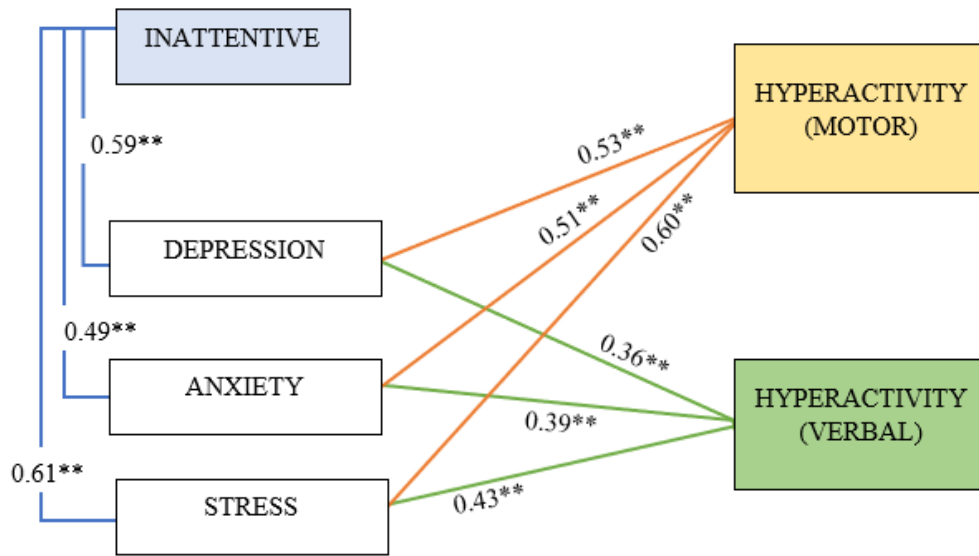 INATTENTIVE
HYPERACTIVITY
(MOTOR)
0.59**
0.53**
0.51**
0.60**
DEPRESSION
0.49**
0.36**
ANXIETY
0.39**
HYPERACTIVITY
(VERBAL)
0.61**
STRESS
0.43**